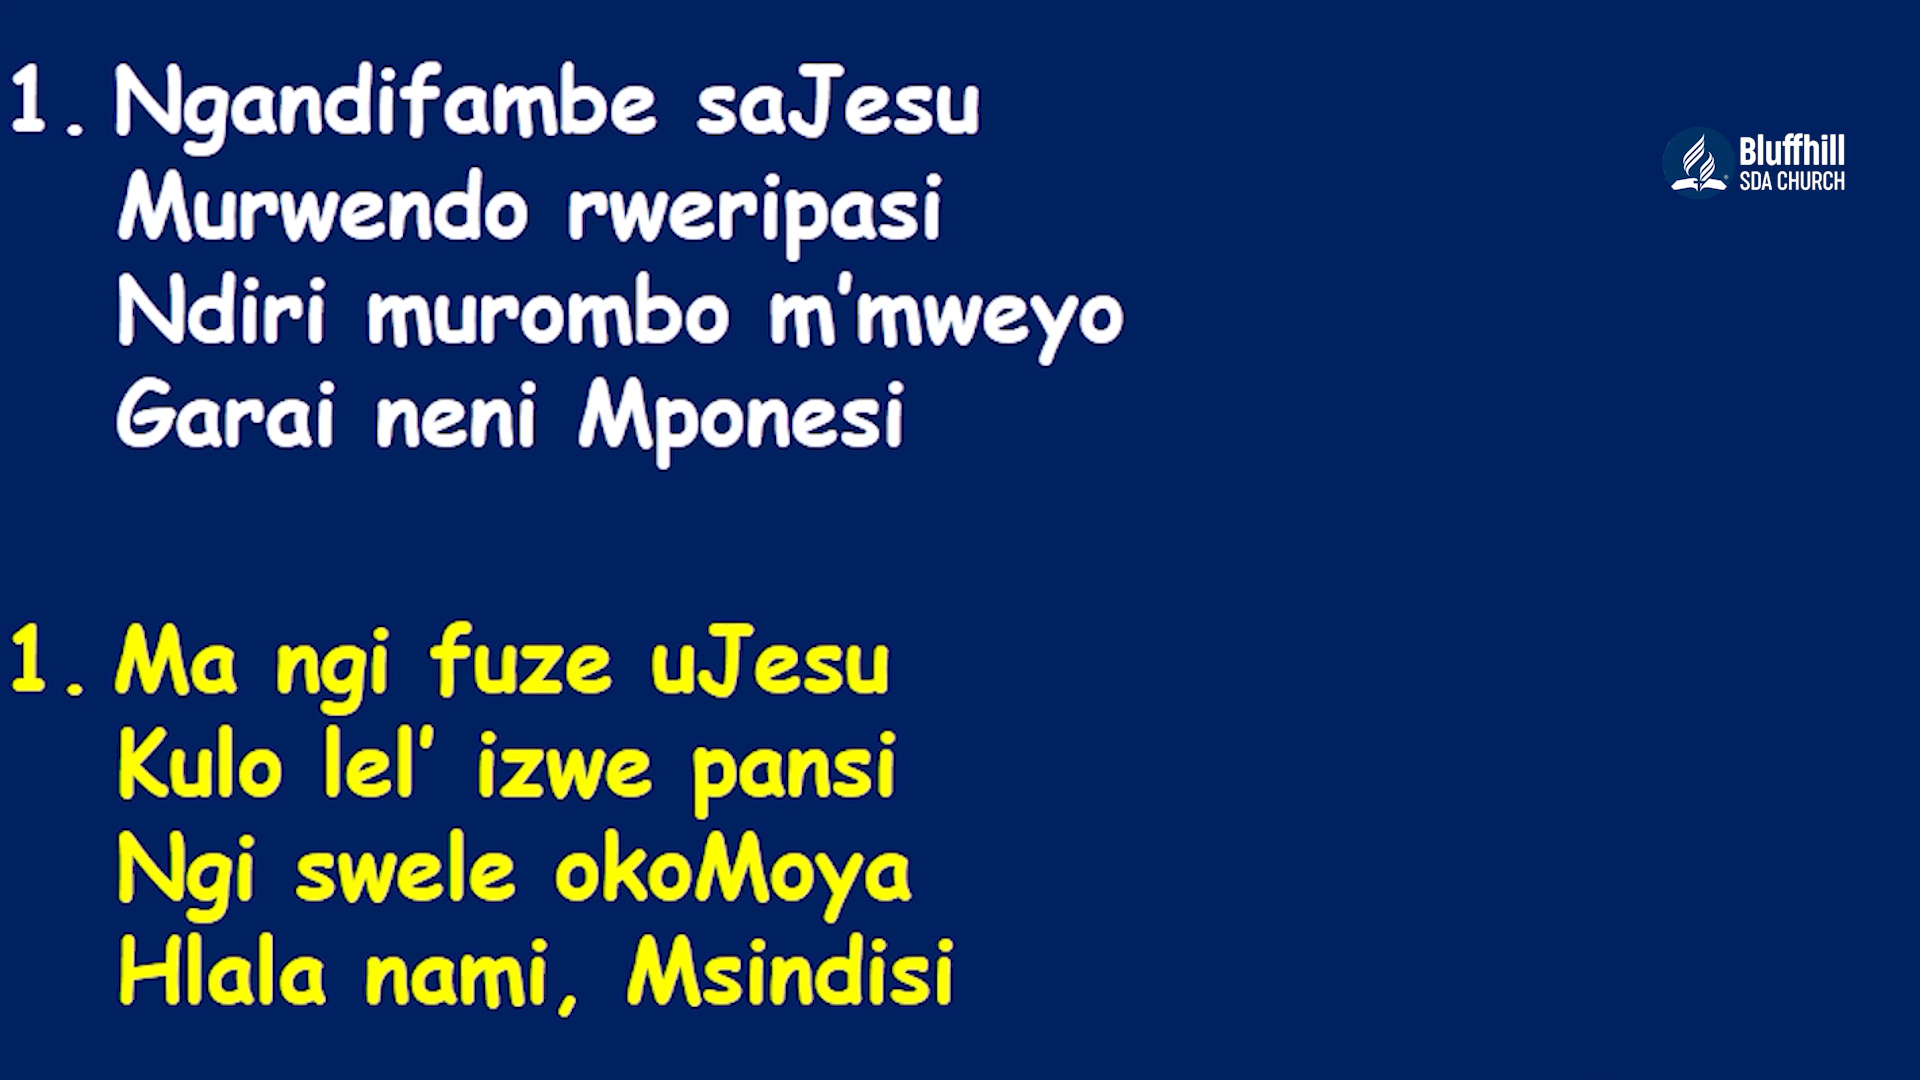 1. Ngandifambe saJesu
Murwendo rweripasi
Ndiri murombo m'mweyo
Garai neni Mponesi
Bluffhill
SDA CHURCH
1. Ma ngi fuze uJesu
Kulo lel' izwe pansi
Ngi swele okoMoya
Hlala nami, Msindisi